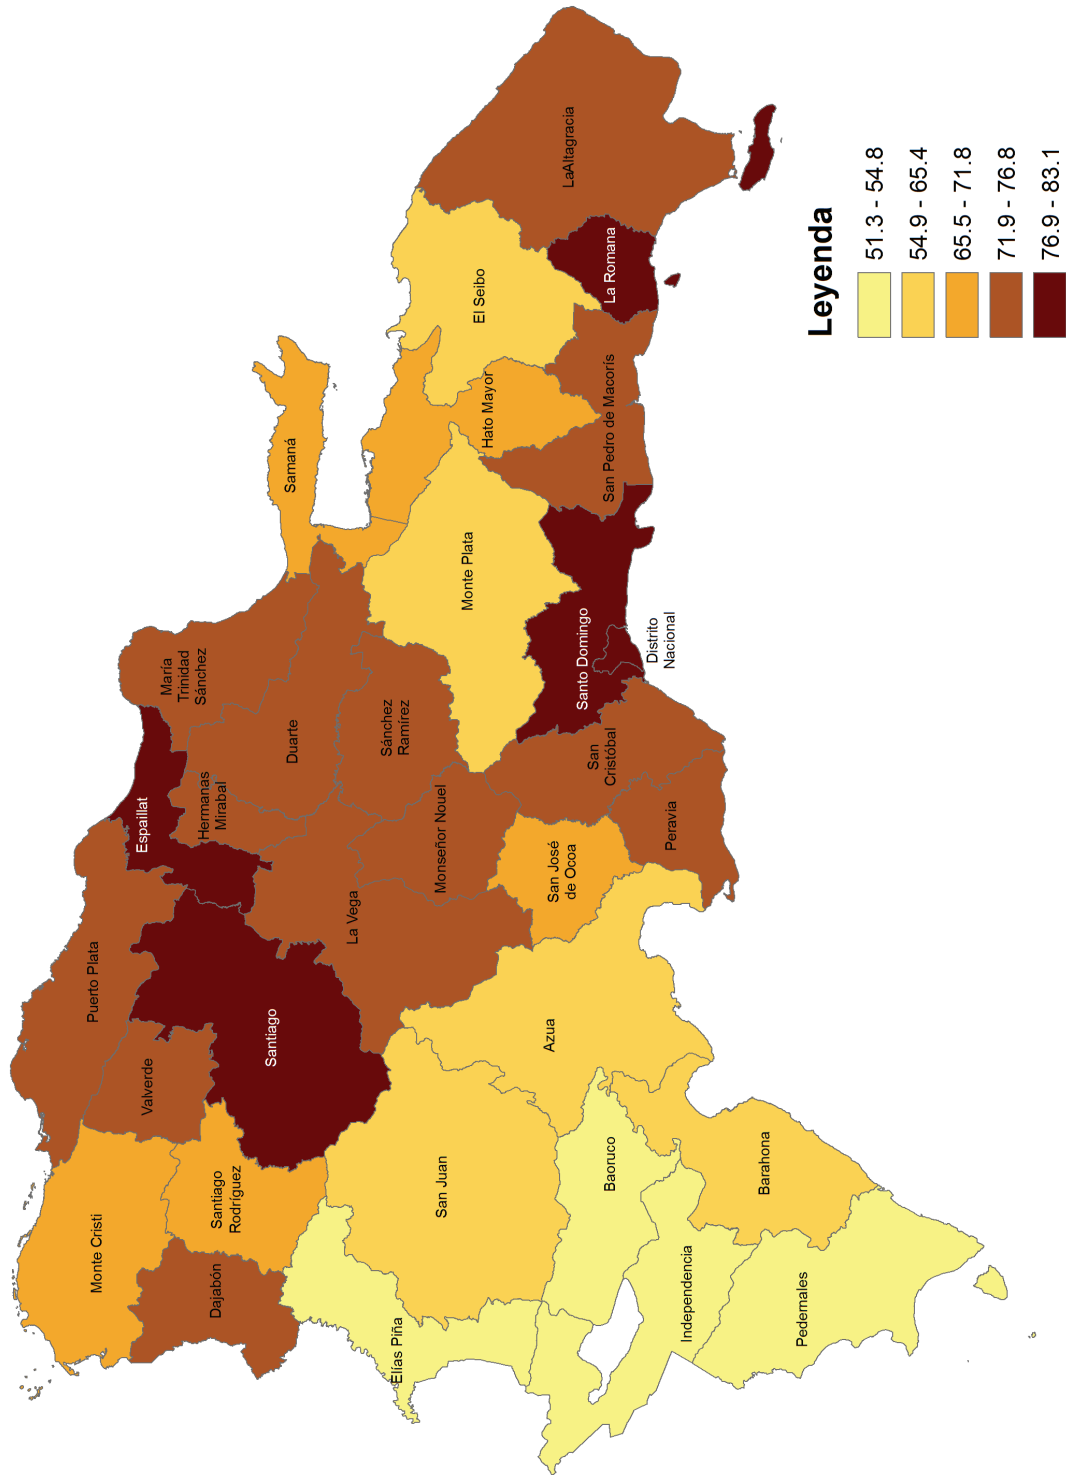 Puerto Plata
Espaillat
María
Trinidad
Sánchez
Monte Cristi
Valverde
Hermanas
Mirabal
Dajabón
Santiago
Rodríguez
Santiago
Duarte
Samaná
La Vega
Sánchez
Ramírez
Elías Piña
San Juan
Monseñor Nouel
Monte Plata
Hato Mayor
El Seibo
LaAltagracia
Azua
San José
de Ocoa
San
Cristóbal
Santo Domingo
San Pedro de Macorís
La Romana
Baoruco
Peravia
Distrito
Nacional
Independencia
Barahona
Pedernales
Leyenda
51.3 - 54.8
54.9 - 65.4
65.5 - 71.8
71.9 - 76.8
76.9 - 83.1